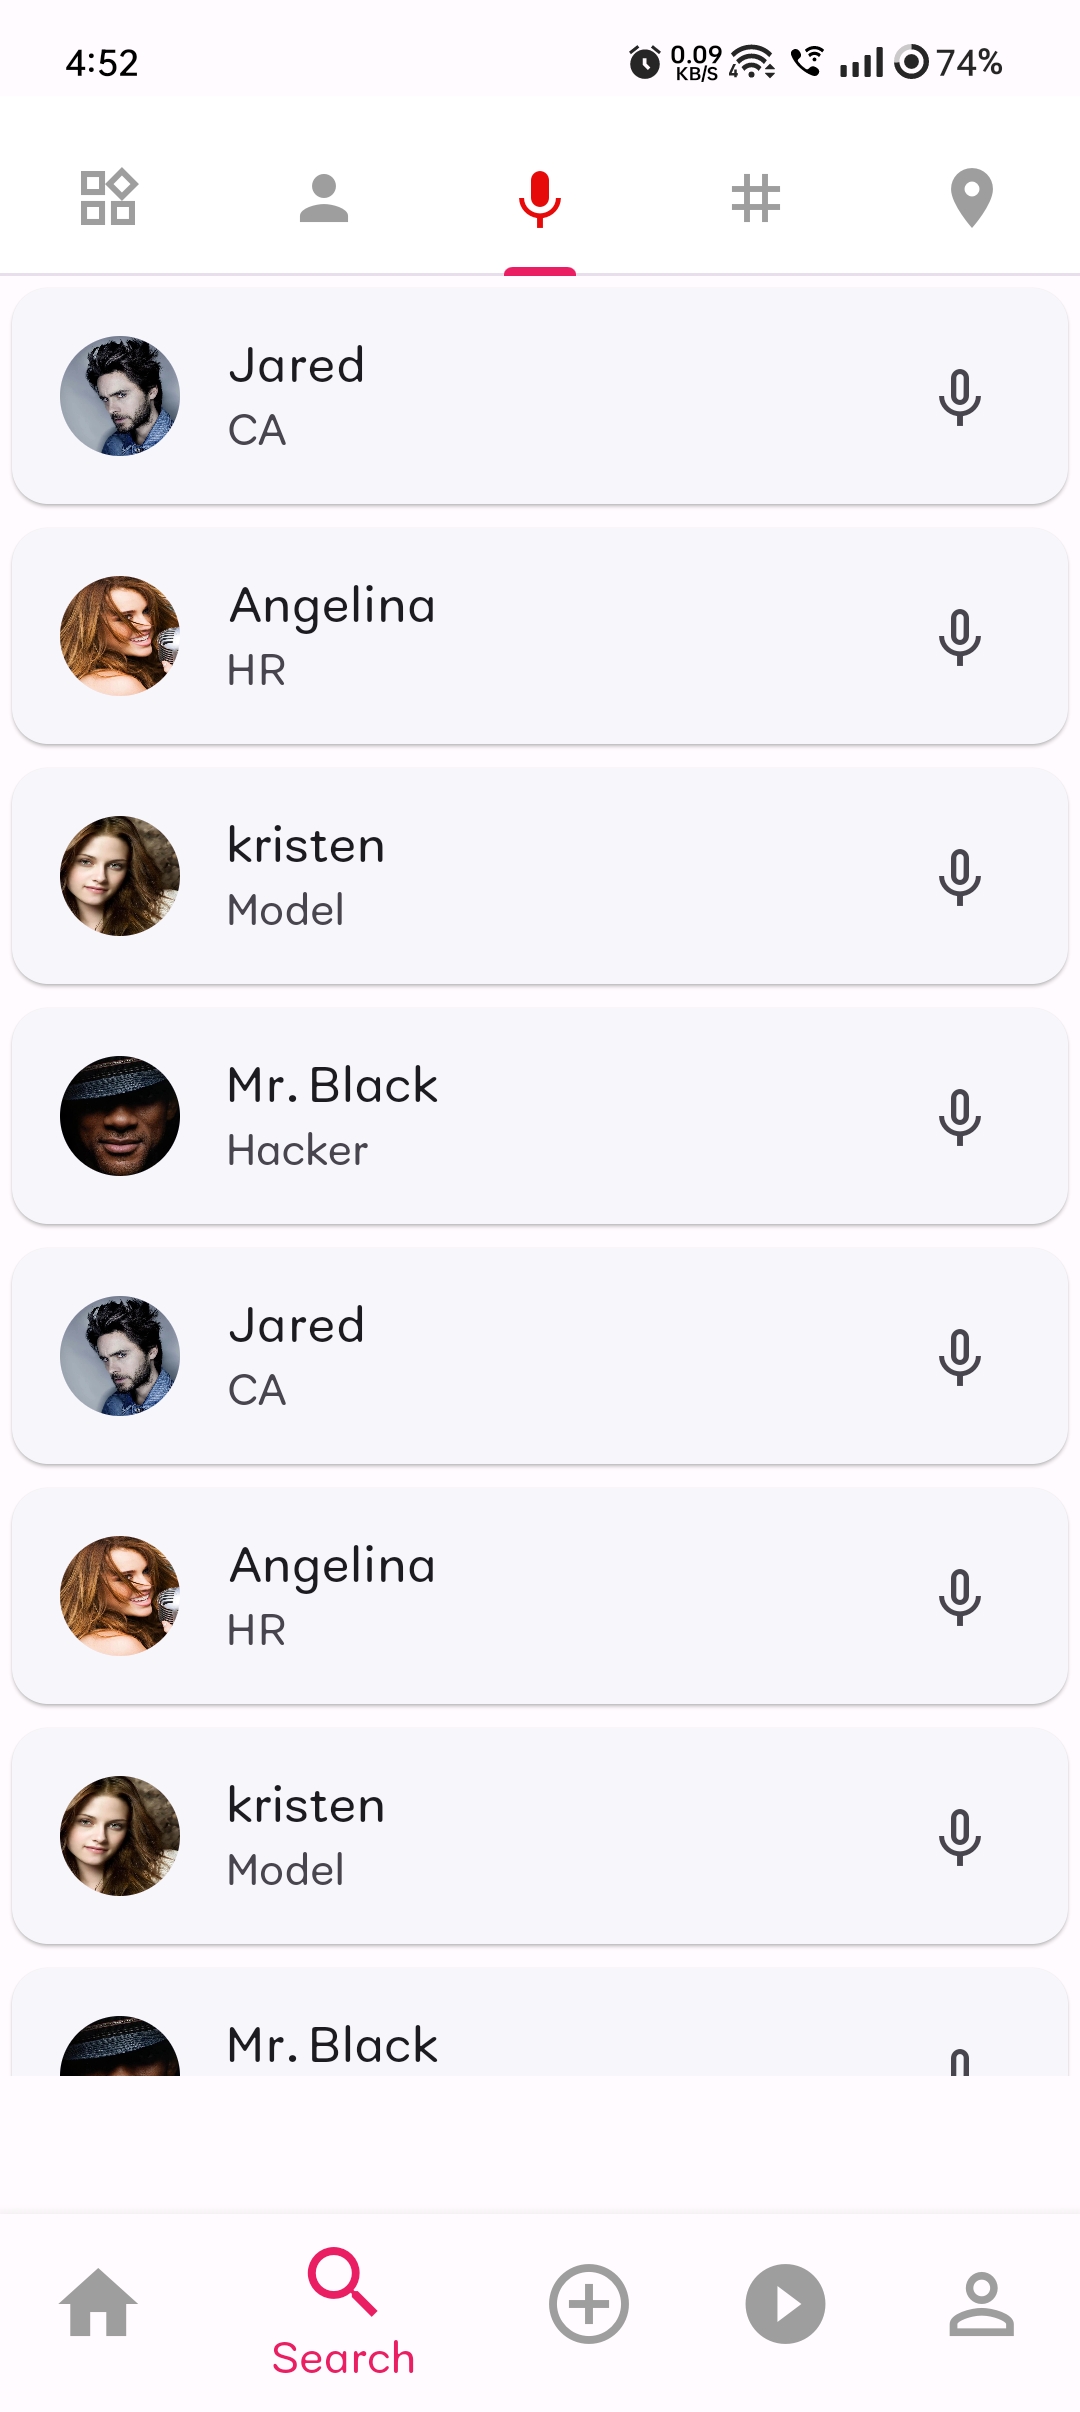 4:52
0.09
KB/S
4
74%
Jared
CA
Angelina
HR
kristen
Model
Mr. Black
Hacker
Jared
CA
Angelina
HR
kristen
Model
Mr. Black
Search